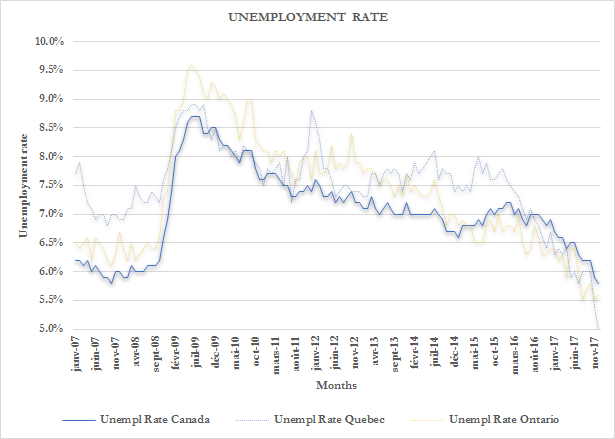 UNEMPLOYMENT RATE
10.0%
9.5%
9.0%
8.5%
8.0%
7.5%
7.0%
6.5%
6.0%
5.5%
5.0%
Unemployment rate
janv-07
juin-07
nov-07
avr-08
sept-08
févr-09
juil-09
déc-09
mai-10
oct-10
mars-11
août-11
janv-12
juin-12
nov-12
avr-13
sept-13
févr-14
juil-14
déc-14
mai-15
oct-15
mars-16
août-16
janv-17
juin-17
nov-17
Months
Unempl Rate Canada
Unempl Rate Quebec
Unempl Rate Ontario